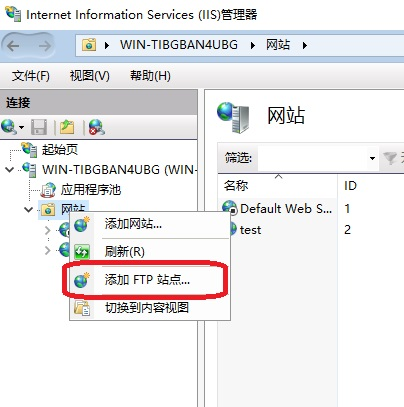 Internet Information Services (IIS)管理器
WIN-TIBGBAN4UBG 网站
文件(F) 视图(V) 帮助(H)
连接
起始页
WIN-TIBGBAN4UBG (WIN-
应用程序池
网站
添加网站...
刷新(R)
添加 FTP 站点...
切换到内容视图
网站
筛选:
名称 ID
Default Web S... 1
test 2